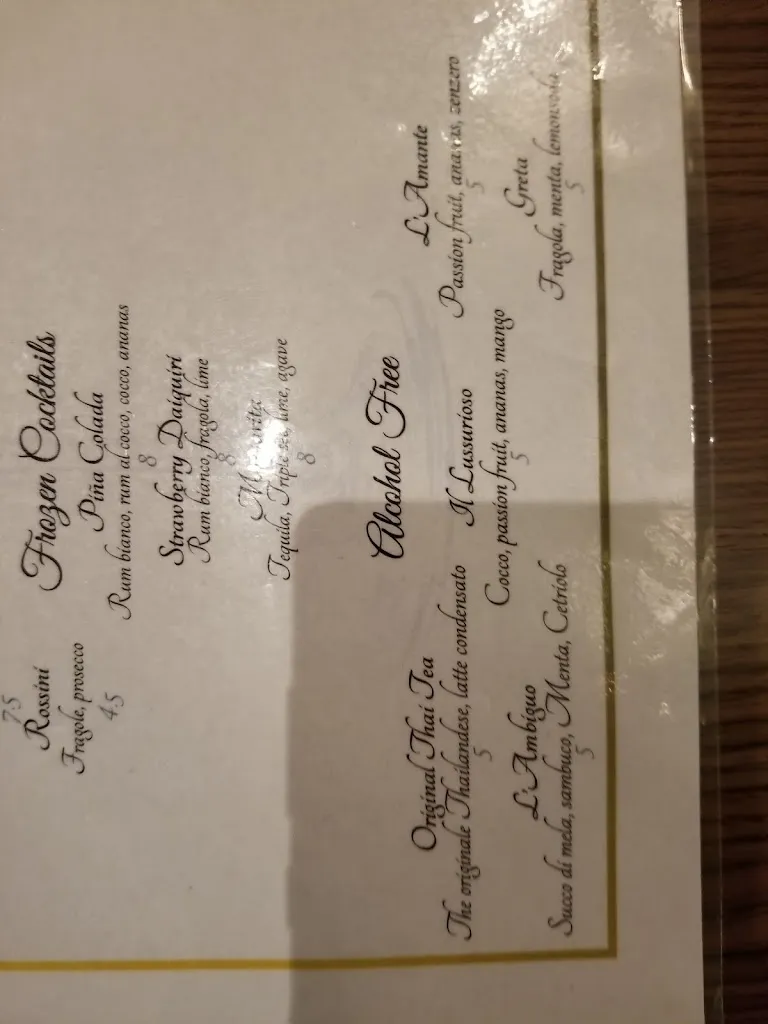 7.5
Rossini
Fragole, prosecco
4.5
Frozen Cocktails
Piña Colada
Rum bianco, rum al cocco, cocco, ananas
8
Strawberry Daiquiri
Rum bianco, fragola, lime
8
Tequila, Triple sec, lime, agave
8
Alcohol Free
Original Thai Tea
The originale Thailandese, latte condensato
5
Il Lussurioso
Cocco, passion fruit, ananas, mango
5
L'Amante
Passion fruit, ananas, zenzero
5
L'Ambiguo
Succo di mela, sambuco, Menta, Cetriolo
5
Greta
Fragola, menta, lemonsoda
5